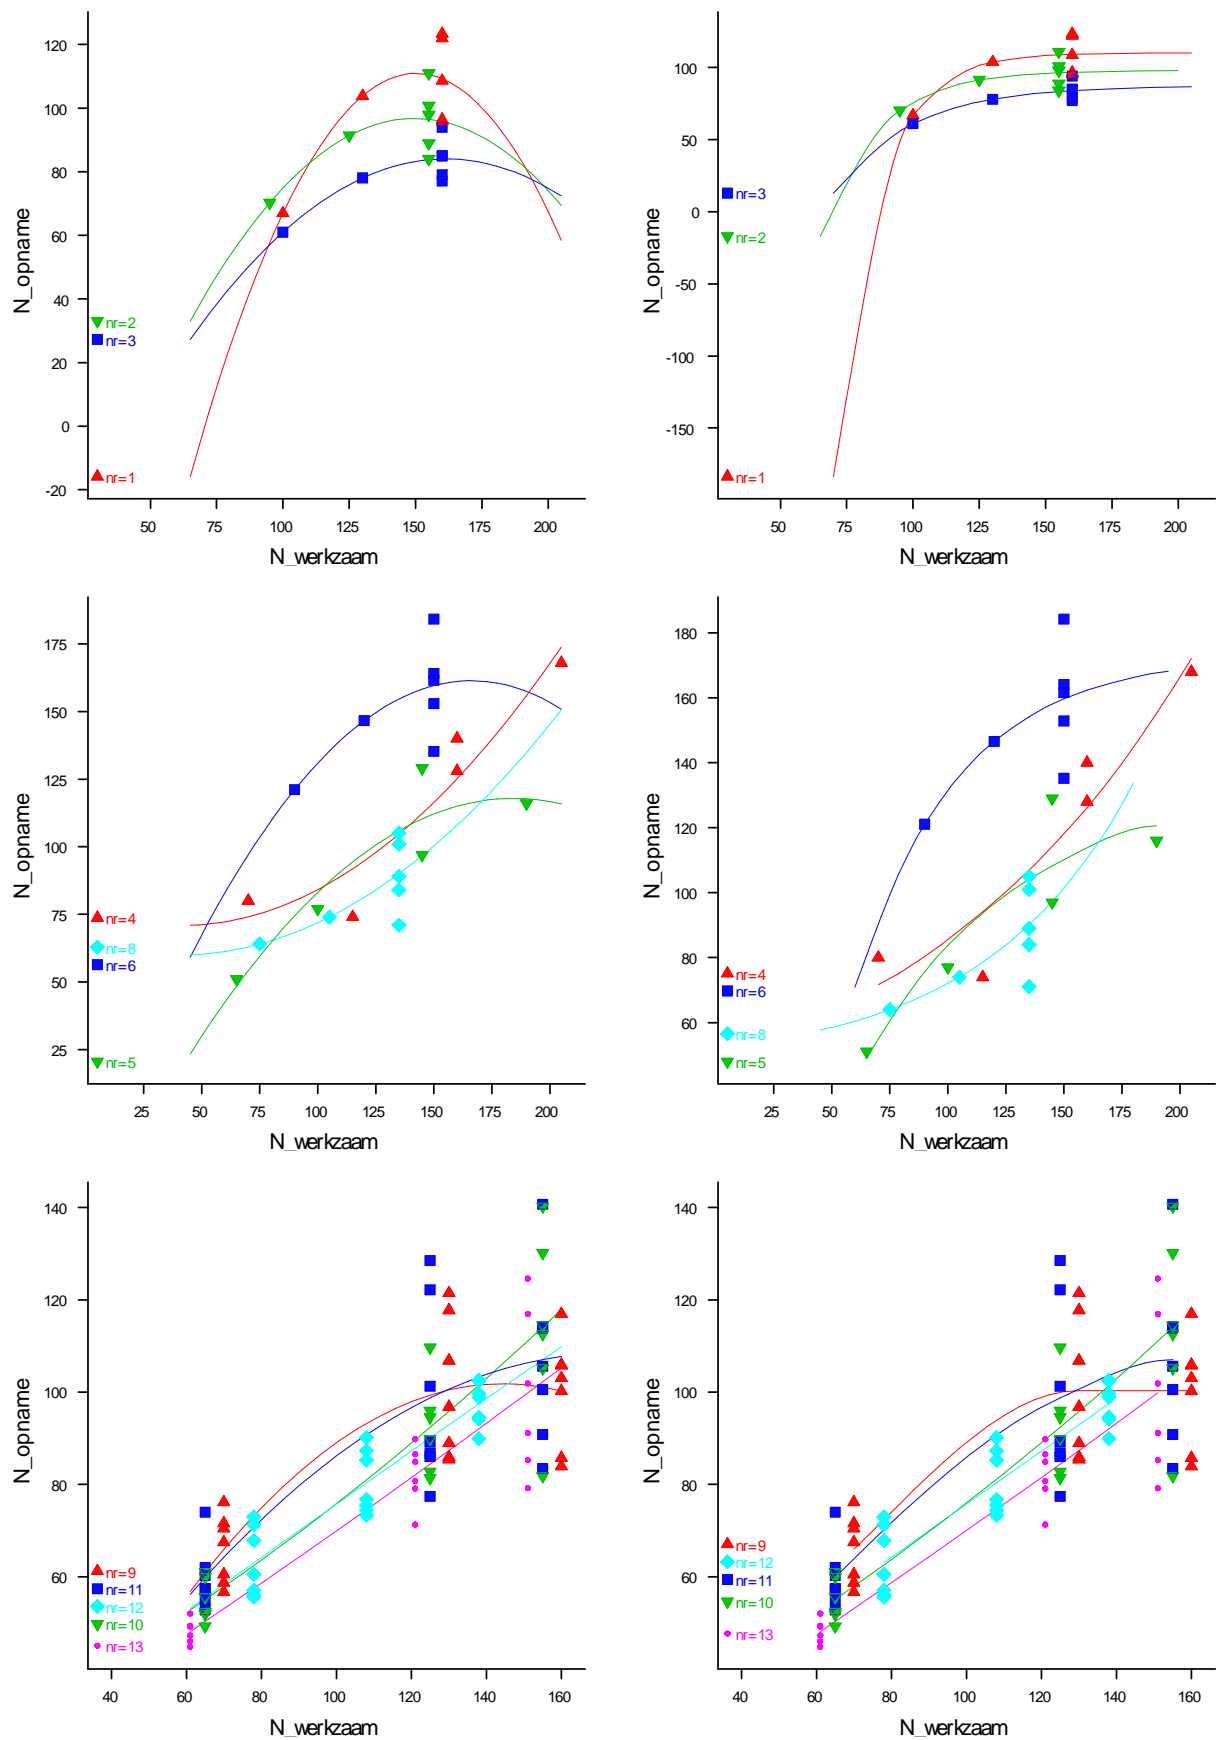 120
100
80
60
40
20
0
-20
N_opname
nr=2
nr=3
nr=1
50 75 100 125 150 175 200
N_werkzaam
100
50
0
-50
-100
-150
N_opname
nr=3
nr=2
nr=1
50 75 100 125 150 175 200
N_werkzaam
175
150
125
100
75
50
25
N_opname
nr=4
nr=8
nr=6
nr=5
25 50 75 100 125 150 175 200
N_werkzaam
180
160
140
120
100
80
60
N_opname
nr=4
nr=6
nr=8
nr=5
25 50 75 100 125 150 175 200
N_werkzaam
140
120
100
80
60
N_opname
nr=9
nr=11
nr=12
nr=10
nr=13
40 60 80 100 120 140 160
N_werkzaam
140
120
100
80
60
N_opname
nr=9
nr=12
nr=11
nr=10
nr=13
40 60 80 100 120 140 160
N_werkzaam